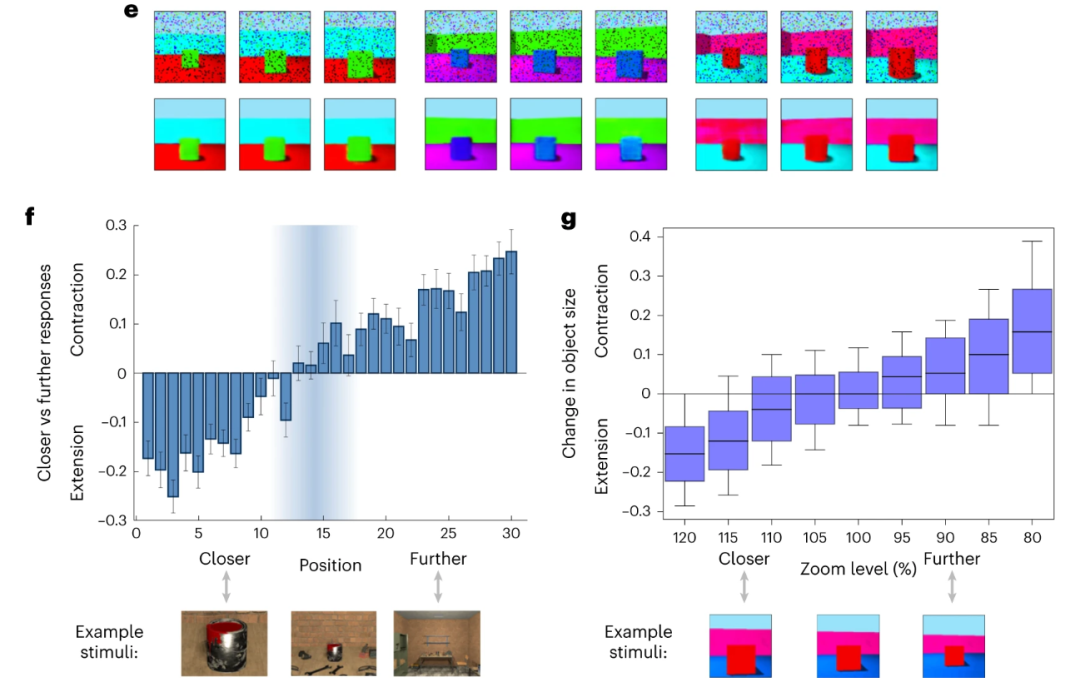 e
f
Closer vs further responses
Contraction
Extension
0.3
0.2
0.1
0
–0.1
–0.2
–0.3
0 5 10 15 20 25 30
Closer Position Further
Example
stimuli:
g
Change in object size
Contraction
Extension
0.4
0.3
0.2
0.1
0
–0.1
–0.2
–0.3
120 115 110 105 100 95 90 85 80
Closer Zoom level (%) Further
Example
stimuli: